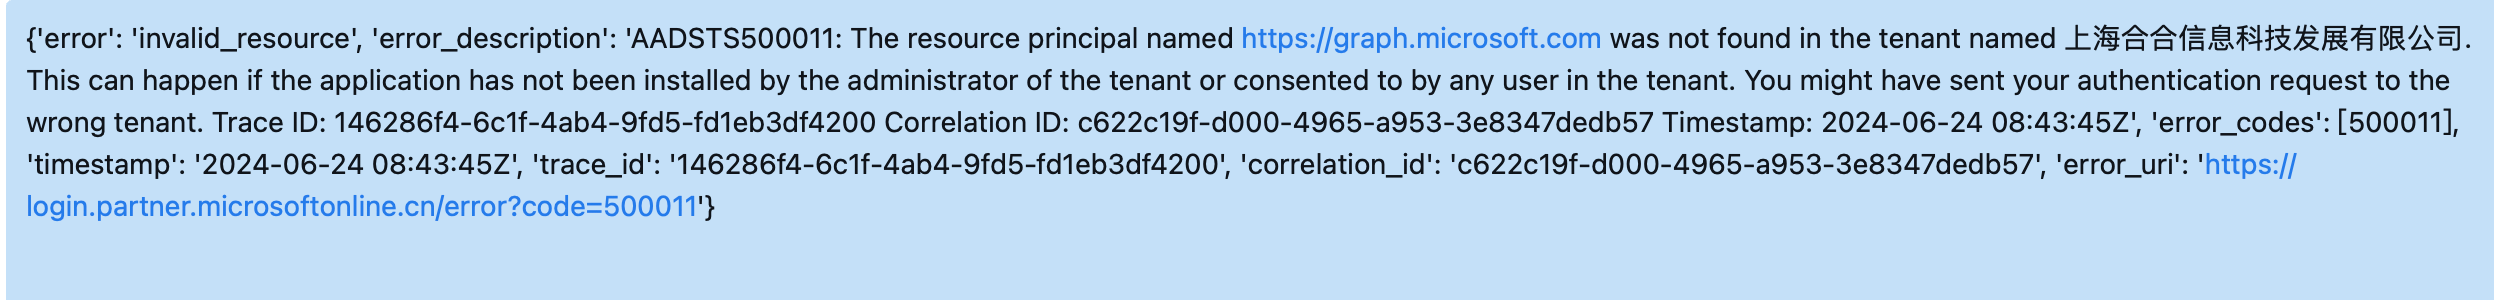 {'error': 'invalid_resource', 'error_description': 'AADSTS500011: The resource principal named https://graph.microsoft.com was not found in the tenant named 上海合合信息科技发展有限公司.
This can happen if the application has not been installed by the administrator of the tenant or consented to by any user in the tenant. You might have sent your authentication request to the
wrong tenant. Trace ID: 146286f4-6c1f-4ab4-9fd5-fd1eb3df4200 Correlation ID: c622c19f-d000-4965-a953-3e8347dedb57 Timestamp: 2024-06-24 08:43:45Z', 'error_codes': [500011],
'timestamp': '2024-06-24 08:43:45Z', 'trace_id': '146286f4-6c1f-4ab4-9fd5-fd1eb3df4200', 'correlation_id': 'c622c19f-d000-4965-a953-3e8347dedb57', 'error_uri': 'https://
login.partner.microsoftonline.cn/error?code=500011'}